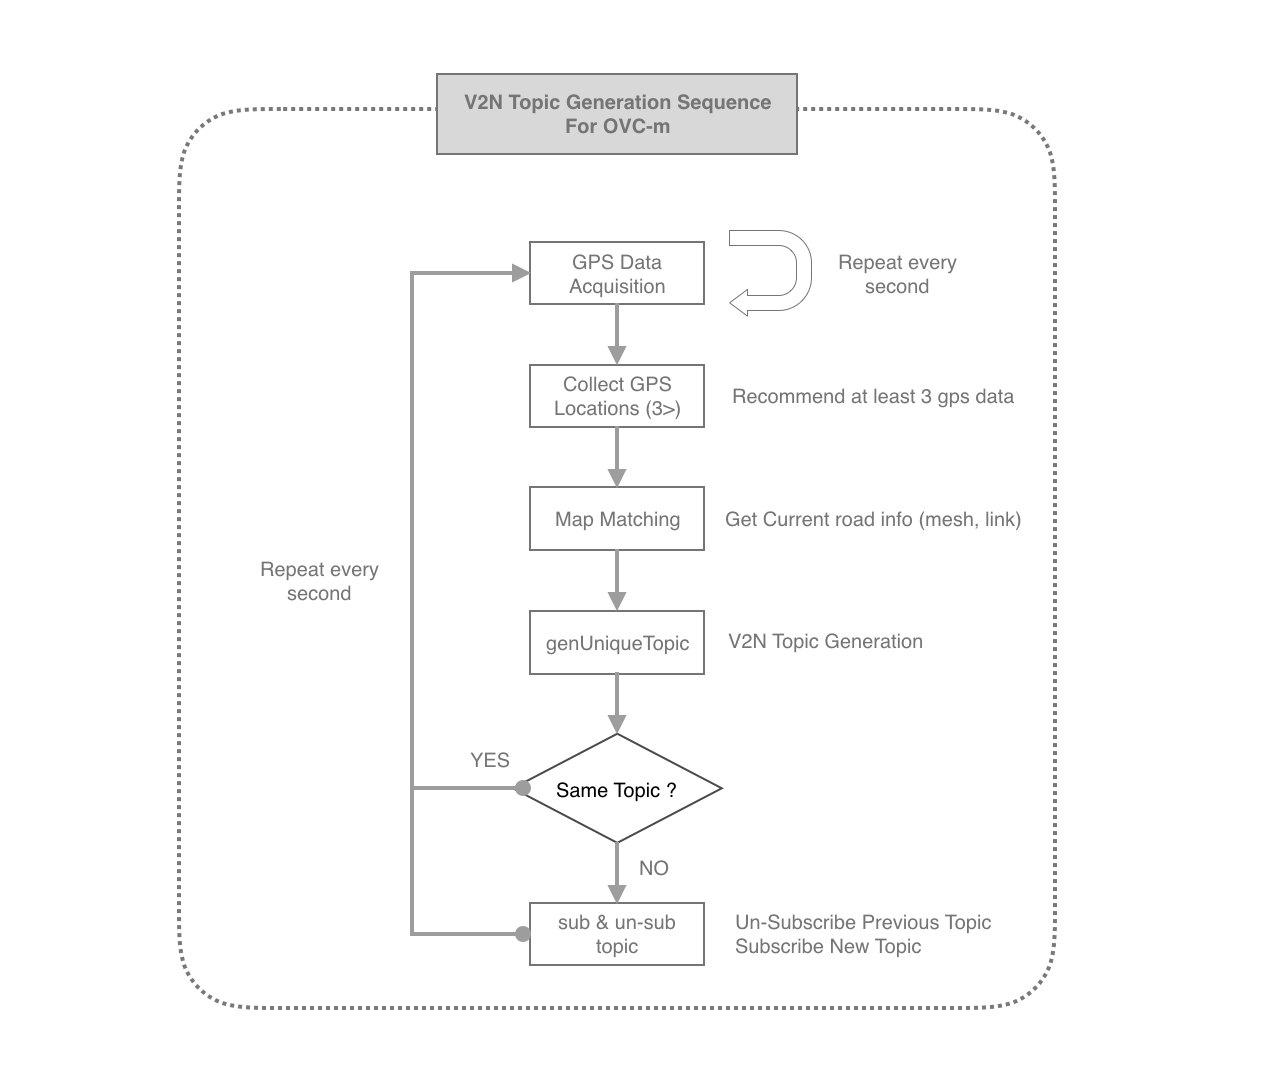 V2N Topic Generation Sequence
For OVC-m
GPS Data
Acquisition
Repeat every
second
Collect GPS
Locations (3>)
Recommend at least 3 gps data
Map Matching
Get Current road info (mesh, link)
Repeat every
second
genUniqueTopic
V2N Topic Generation
YES
Same Topic ?
NO
sub & un-sub
topic
Un-Subscribe Previous Topic
Subscribe New Topic